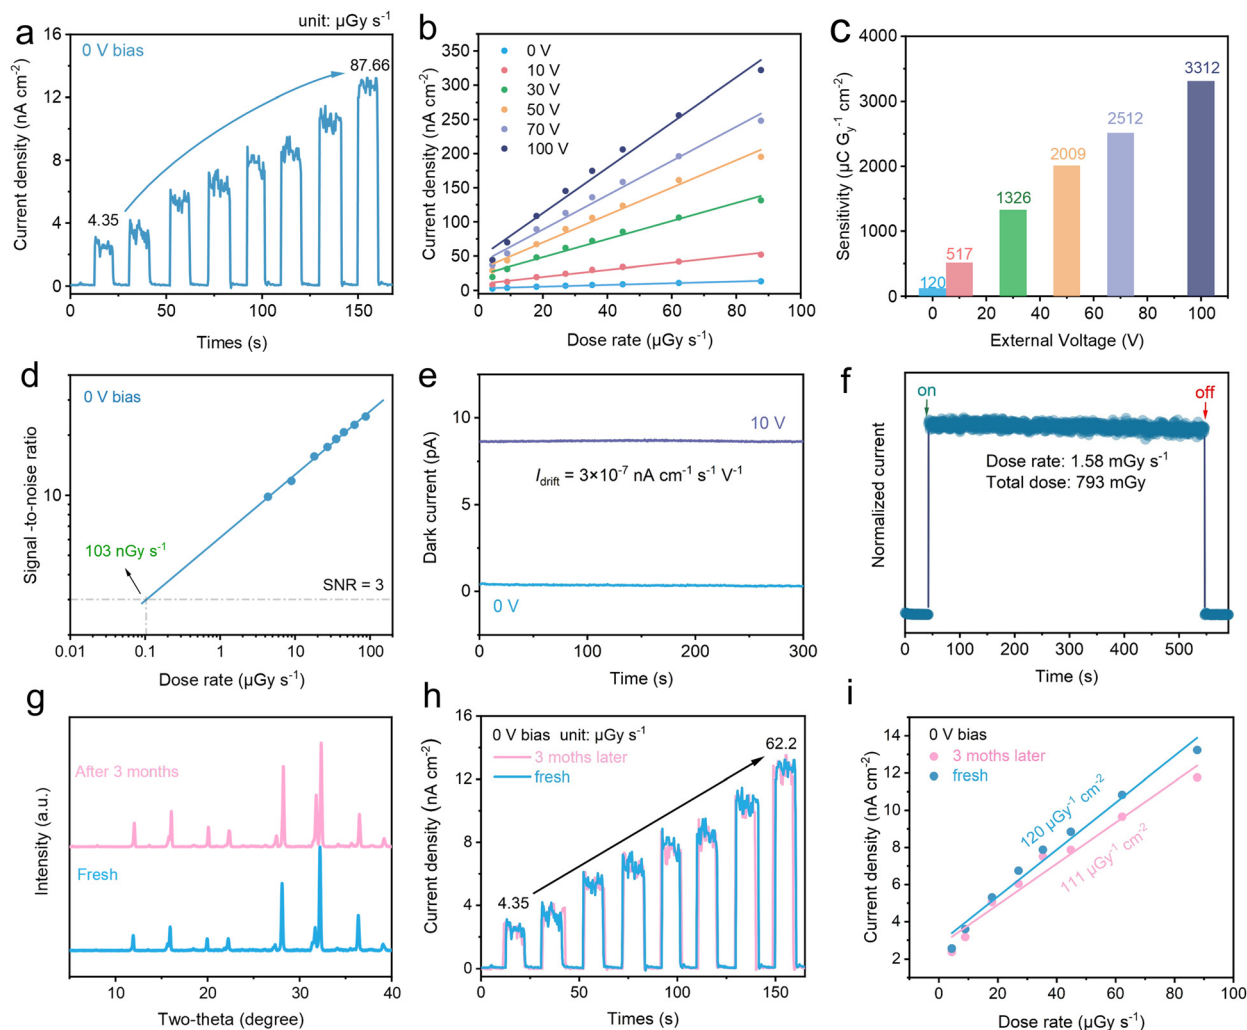 a
unit: µGy s⁻¹
0 V bias
87.66
4.35
Current density (nA cm⁻²)
16
12
8
4
0
0 50 100 150
Times (s)
b
0 V
10 V
30 V
50 V
70 V
100 V
Current density (nA cm⁻²)
350
300
250
200
150
100
50
0
0 20 40 60 80 100
Dose rate (µGy s⁻¹)
c
Sensitivity (µC Gy⁻¹ cm⁻²)
4000
3000
2000
1000
0
120
517
1326
2009
2512
3312
0 20 40 60 80 100
External Voltage (V)
d
0 V bias
Signal -to-noise ratio
10
103 nGy s⁻¹
SNR = 3
0.01 0.1 1 10 100
Dose rate (µGy s⁻¹)
e
Dark current (pA)
10
5
0
10 V
Idrift = 3×10⁻⁷ nA cm⁻¹ s⁻¹ V⁻¹
0 V
0 100 200 300
Time (s)
f
on
off
Normalized current
Dose rate: 1.58 mGy s⁻¹
Total dose: 793 mGy
0 100 200 300 400 500
Time (s)
g
Intensity (a.u.)
After 3 months
Fresh
10 20 30 40
Two-theta (degree)
h
0 V bias unit: µGy s⁻¹
3 moths later
fresh
62.2
4.35
Current density (nA cm⁻²)
16
12
8
4
0
0 50 100 150
Times (s)
i
0 V bias
3 moths later
fresh
120 µGy⁻¹ cm⁻²
111 µGy⁻¹ cm⁻²
Current density (nA cm⁻²)
14
12
10
8
6
4
2
0 20 40 60 80 100
Dose rate (µGy s⁻¹)